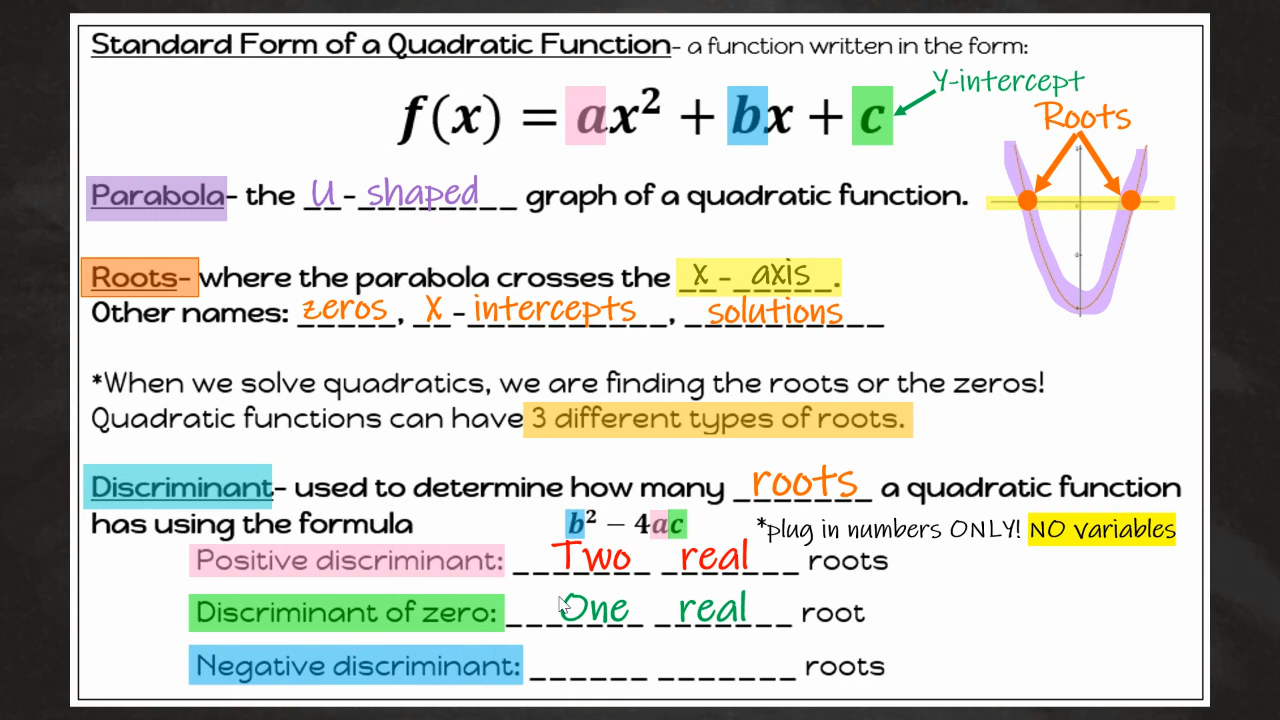 Standard Form of a Quadratic Function- a function written in the form:
f(x) = ax² + bx + c
Y-intercept
Roots
Parabola- the U-shaped graph of a quadratic function.
Roots- where the parabola crosses the x-axis.
Other names: zeros, X-intercepts, solutions
*When we solve quadratics, we are finding the roots or the zeros!
Quadratic functions can have 3 different types of roots.
Discriminant- used to determine how many roots a quadratic function
has using the formula b² − 4ac *plug in numbers ONLY! NO variables
Positive discriminant: Two real roots
Discriminant of zero: One real root
Negative discriminant: ______ _______ roots